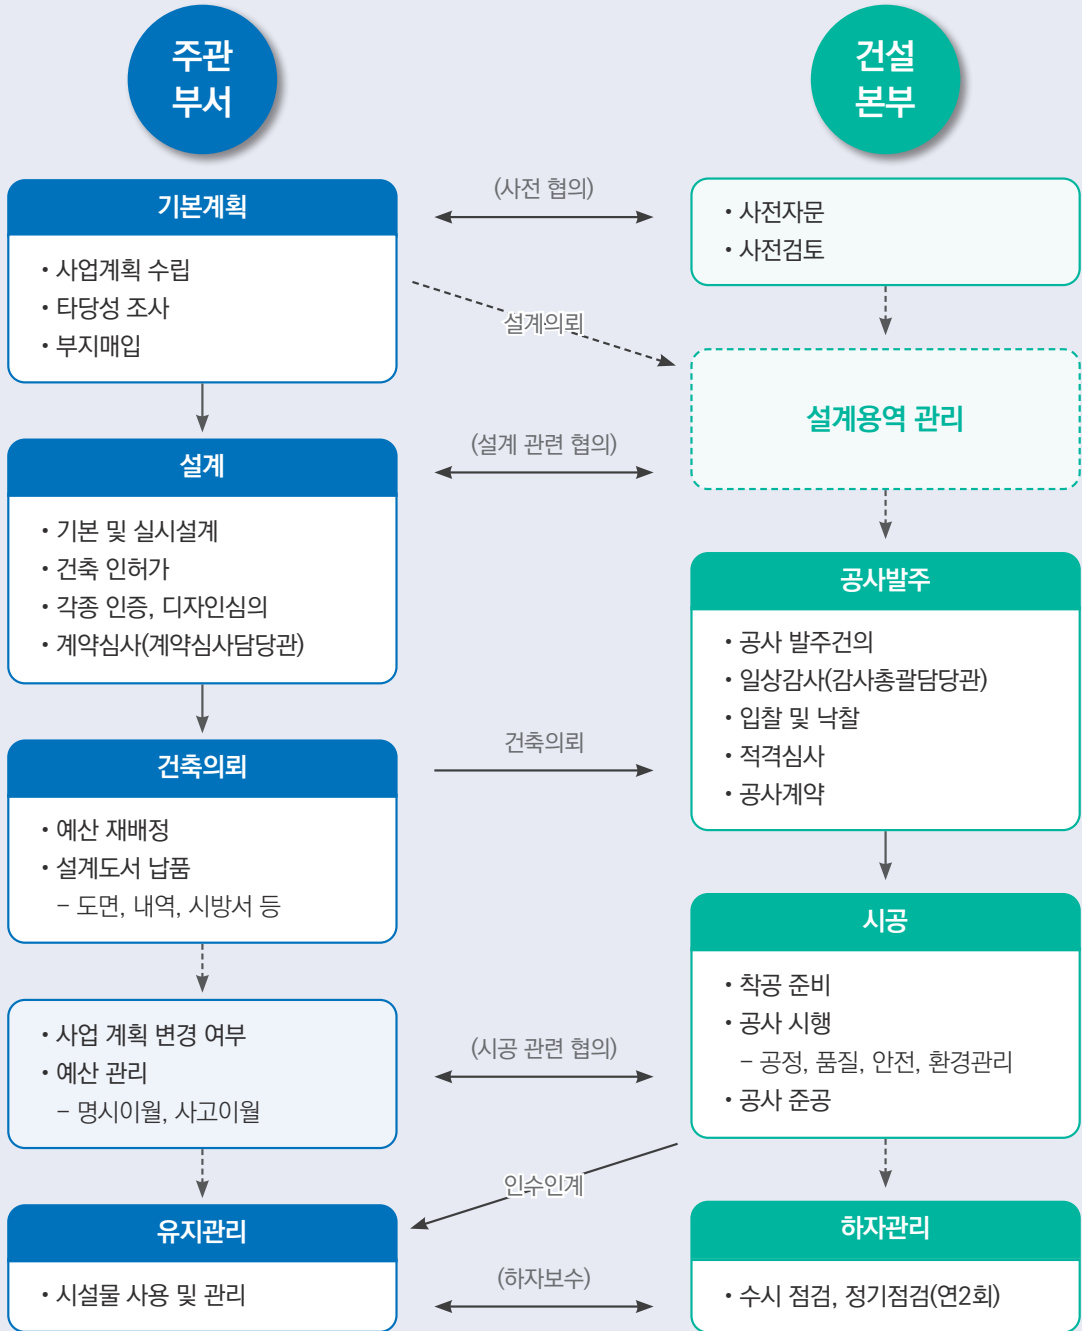 주관
부서
건설
본부
기본계획
• 사업계획 수립
• 타당성 조사
• 부지매입
(사전 협의)
• 사전자문
• 사전검토
설계의뢰
설계용역 관리
설계
• 기본 및 실시설계
• 건축 인허가
• 각종 인증, 디자인심의
• 계약심사(계약심사담당관)
(설계 관련 협의)
공사발주
• 공사 발주건의
• 일상감사(감사총괄담당관)
• 입찰 및 낙찰
• 적격심사
• 공사계약
건축의뢰
• 예산 재배정
• 설계도서 납품
– 도면, 내역, 시방서 등
건축의뢰
시공
• 착공 준비
• 공사 시행
– 공정, 품질, 안전, 환경관리
• 공사 준공
• 사업 계획 변경 여부
• 예산 관리
– 명시이월, 사고이월
(시공 관련 협의)
인수인계
유지관리
• 시설물 사용 및 관리
(하자보수)
하자관리
• 수시 점검, 정기점검(연2회)